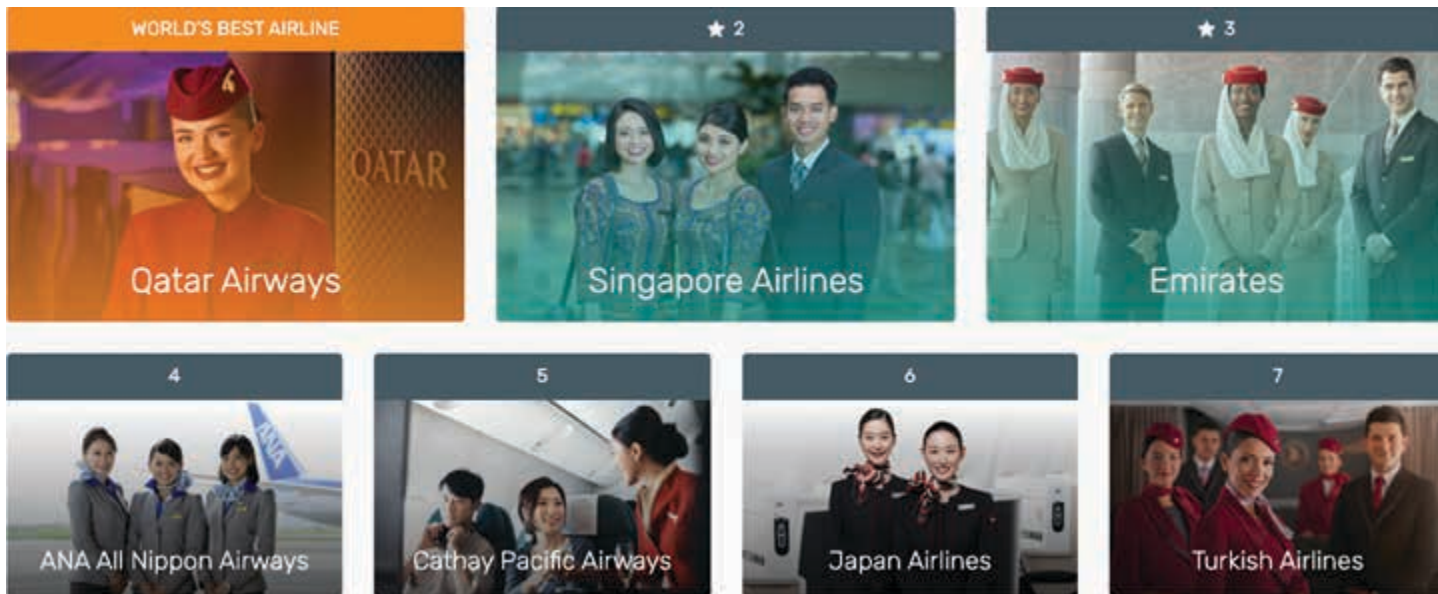 WORLD'S BEST AIRLINE
★ 2
★ 3
QATAR
Qatar Airways
Singapore Airlines
Emirates
4
5
6
7
ANA
ANA All Nippon Airways
Cathay Pacific Airways
Japan Airlines
Turkish Airlines